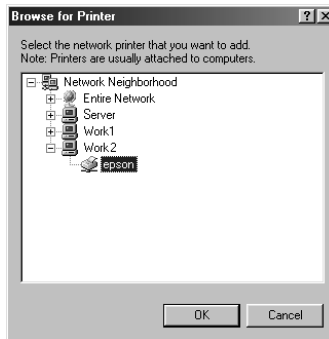 Browse for Printer
Select the network printer that you want to add.
Note: Printers are usually attached to computers.
Network Neighborhood
Entire Network
Server
Work1
Work2
epson
OK
Cancel